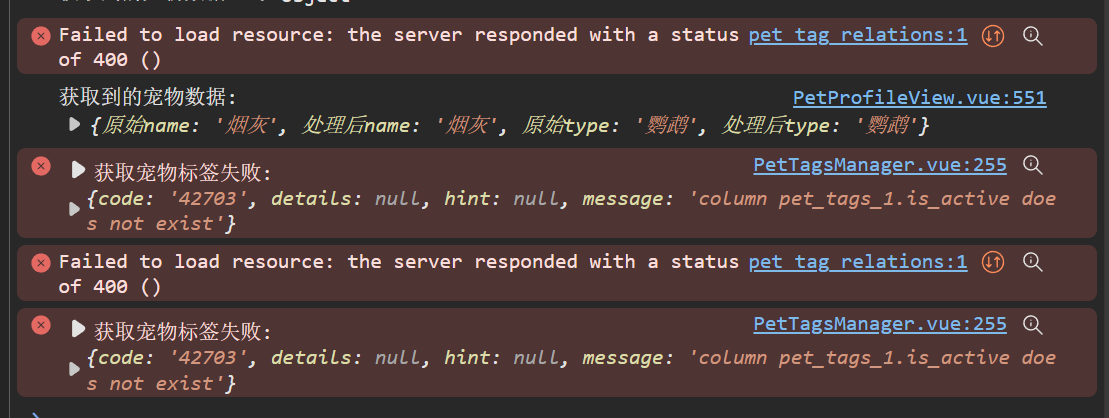 Failed to load resource: the server responded with a status pet_tag_relations:1
of 400 ()
获取到的宠物数据: PetProfileView.vue:551
{原始name: '烟灰', 处理后name: '烟灰', 原始type: '鹦鹉', 处理后type: '鹦鹉'}
获取宠物标签失败: PetTagsManager.vue:255
{code: '42703', details: null, hint: null, message: 'column pet_tags_1.is_active doe
s not exist'}
Failed to load resource: the server responded with a status pet_tag_relations:1
of 400 ()
获取宠物标签失败: PetTagsManager.vue:255
{code: '42703', details: null, hint: null, message: 'column pet_tags_1.is_active doe
s not exist'}